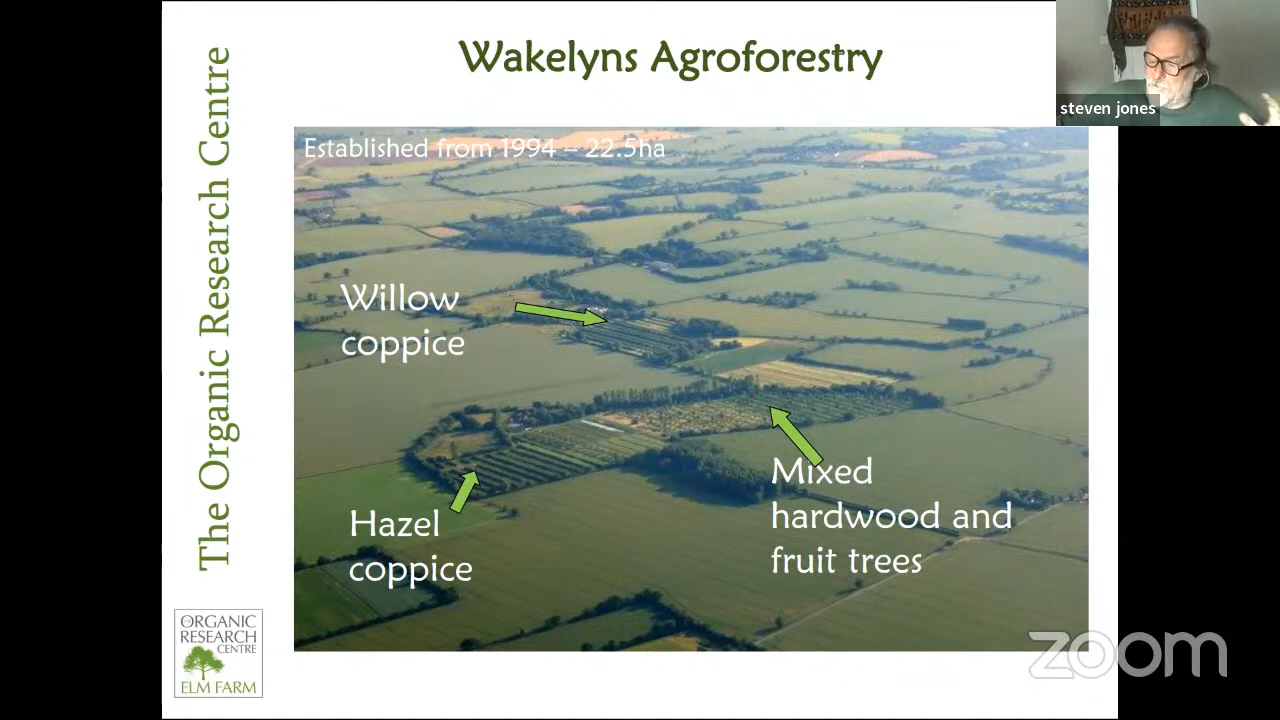 Wakelyns Agroforestry
steven jones
The Organic Research Centre
Established from 1994 – 22.5ha
Willow
coppice
Hazel
coppice
Mixed
hardwood and
fruit trees
ORGANIC
RESEARCH
CENTRE
ELM FARM
zoom